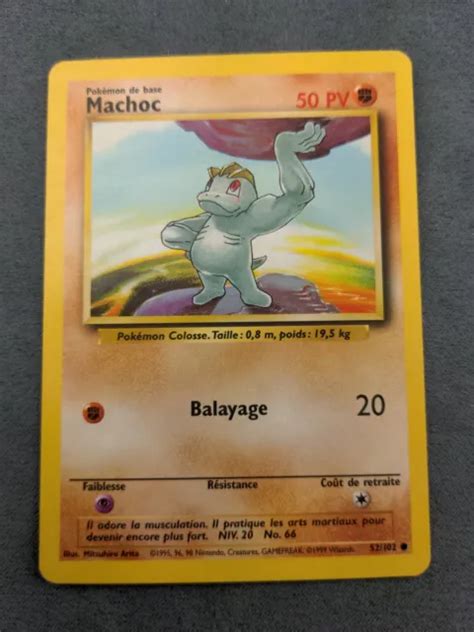 Pokémon de base
Machoc 50 PV
Pokémon Colosse. Taille : 0,8 m, poids : 19,5 kg
Balayage 20
Faiblesse Résistance Coût de retraite
Il adore la musculation. Il pratique les arts martiaux pour
devenir encore plus fort. NIV. 20 No. 66
Illus. Mitsuhiro Arita ©1995, 96, 98 Nintendo, Creatures, GAMEFREAK. ©1999 Wizards. 52/102